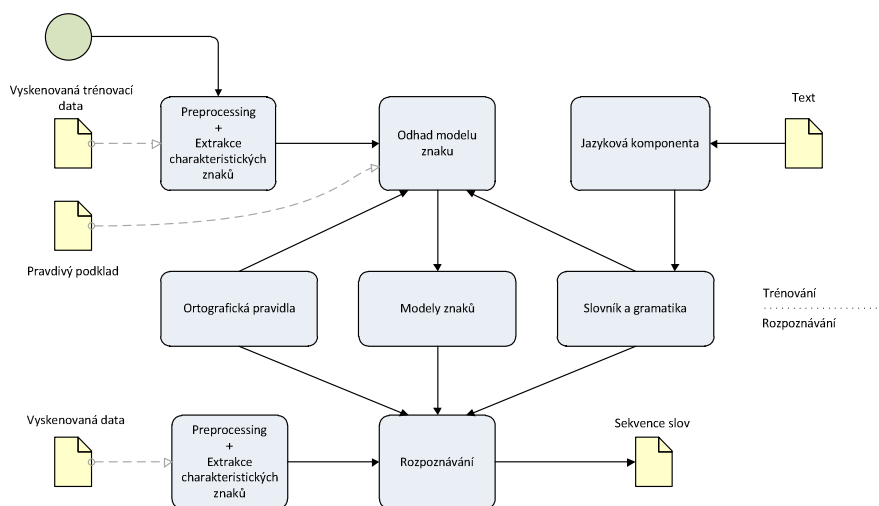 Vyskenovaná trénovací
data
Preprocessing
+
Extrakce
charakteristických
znaků
Odhad modelu
znaku
Jazyková komponenta
Text
Pravdivý podklad
Ortografická pravidla
Modely znaků
Slovník a gramatika
Trénování
Rozpoznávání
Vyskenovaná data
Preprocessing
+
Extrakce
charakteristických
znaků
Rozpoznávání
Sekvence slov